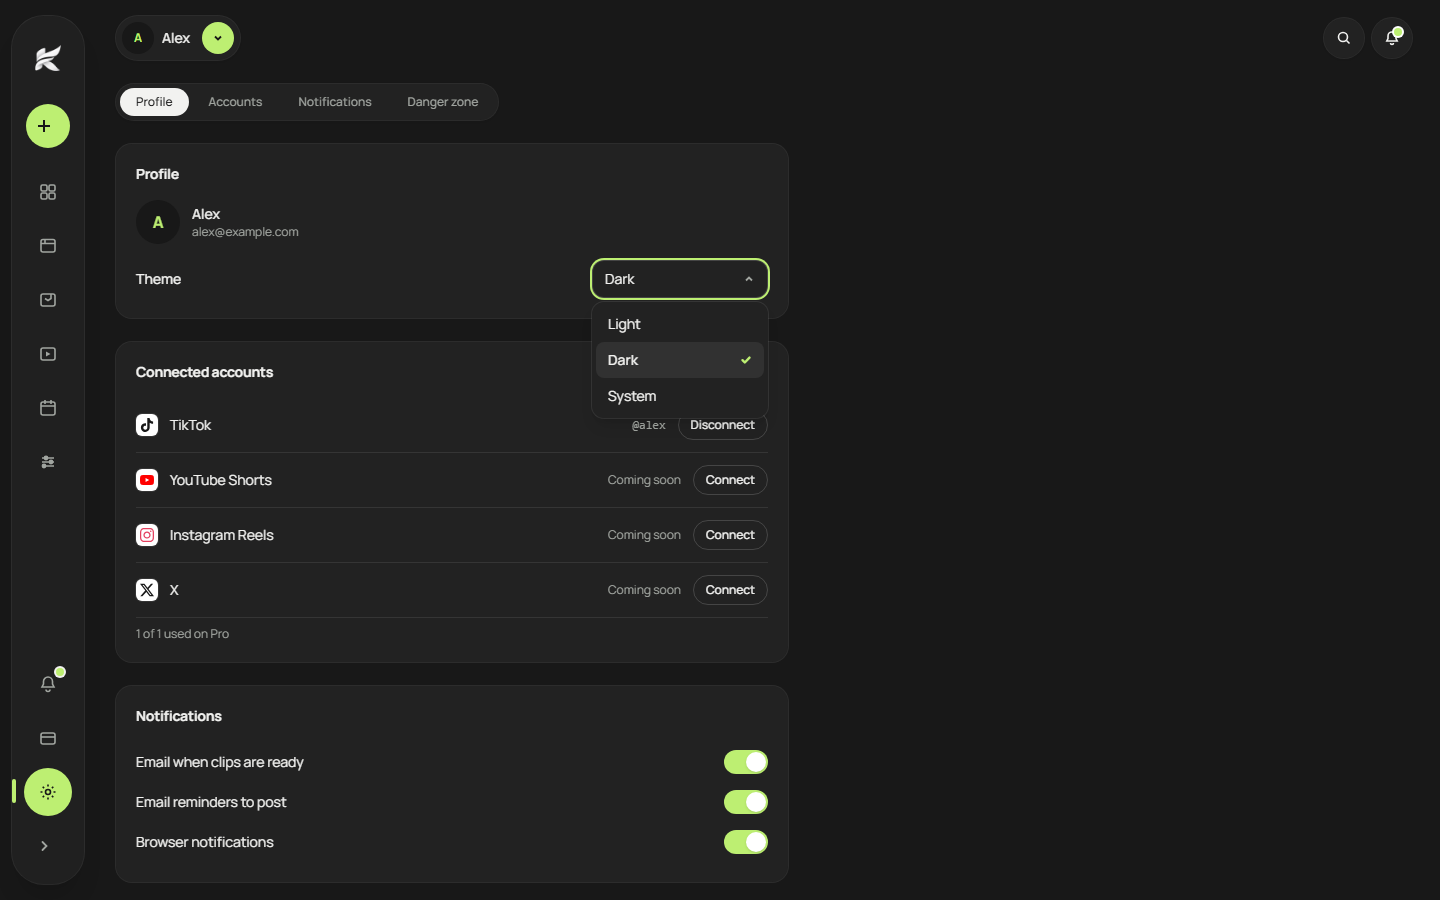 A Alex
Profile Accounts Notifications Danger zone
Profile
A
Alex
alex@example.com
Theme
Dark
Light
Dark
System
Connected accounts
TikTok @alex Disconnect
YouTube Shorts Coming soon Connect
Instagram Reels Coming soon Connect
X Coming soon Connect
1 of 1 used on Pro
Notifications
Email when clips are ready
Email reminders to post
Browser notifications